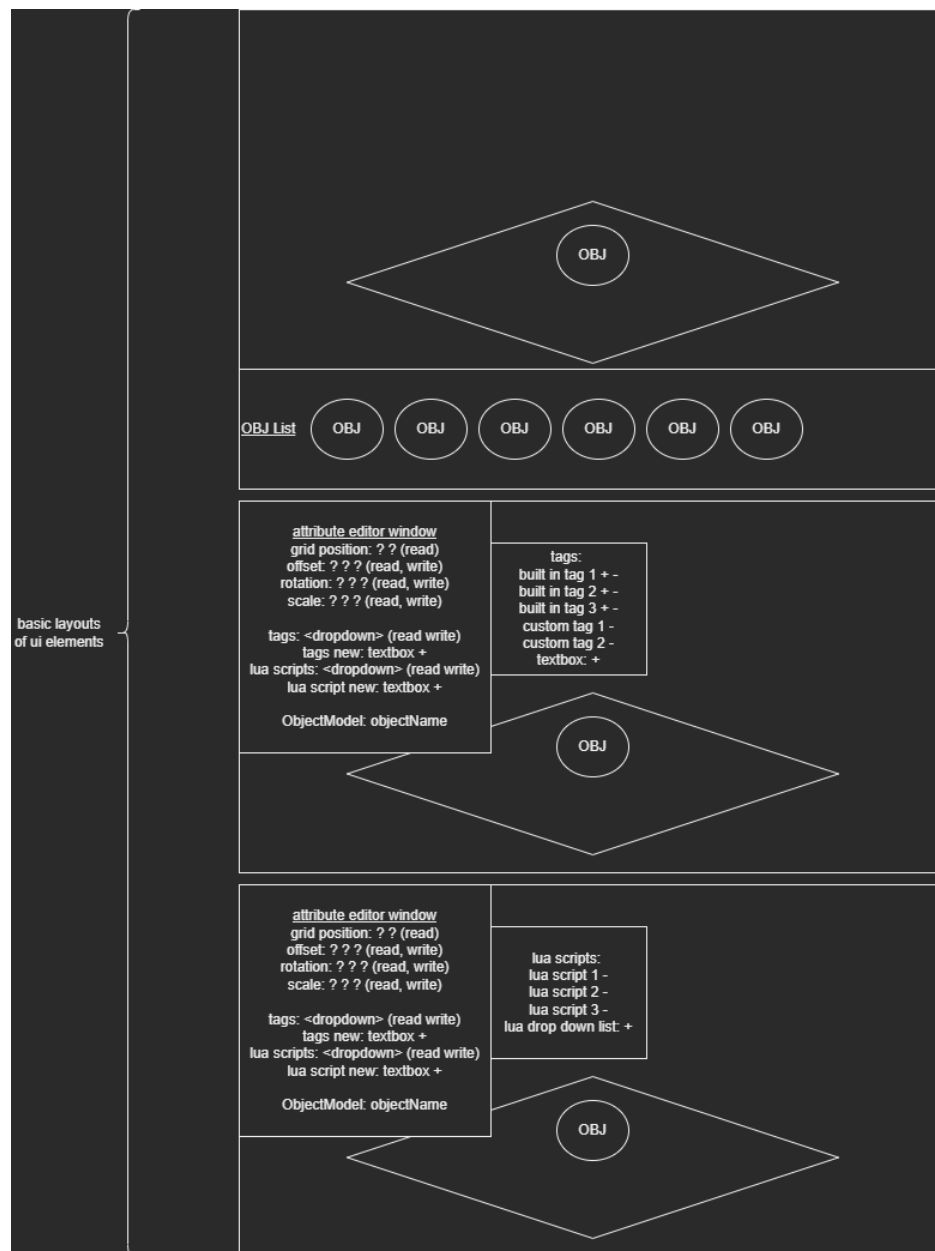 basic layouts
of ui elements
OBJ
OBJ List
OBJ
OBJ
OBJ
OBJ
OBJ
OBJ
attribute editor window
grid position: ? ? (read)
offset: ? ? ? (read, write)
rotation: ? ? ? (read, write)
scale: ? ? ? (read, write)
tags: <dropdown> (read write)
tags new: textbox +
lua scripts: <dropdown> (read write)
lua script new: textbox +
ObjectModel: objectName
tags:
built in tag 1 + -
built in tag 2 + -
built in tag 3 + -
custom tag 1 -
custom tag 2 -
textbox: +
OBJ
attribute editor window
grid position: ? ? (read)
offset: ? ? ? (read, write)
rotation: ? ? ? (read, write)
scale: ? ? ? (read, write)
tags: <dropdown> (read write)
tags new: textbox +
lua scripts: <dropdown> (read write)
lua script new: textbox +
ObjectModel: objectName
lua scripts:
lua script 1 -
lua script 2 -
lua script 3 -
lua drop down list: +
OBJ